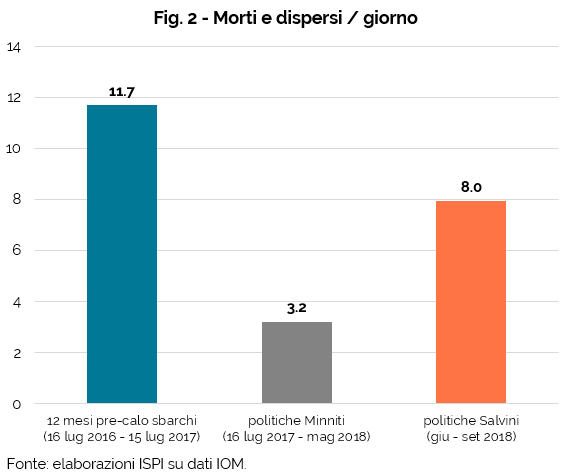 Fig. 2 - Morti e dispersi / giorno
14
12
10
8
6
4
2
0
11.7
3.2
8.0
12 mesi pre-calo sbarchi
(16 lug 2016 - 15 lug 2017)
politiche Minniti
(16 lug 2017 - mag 2018)
politiche Salvini
(giu - set 2018)
Fonte: elaborazioni ISPI su dati IOM.